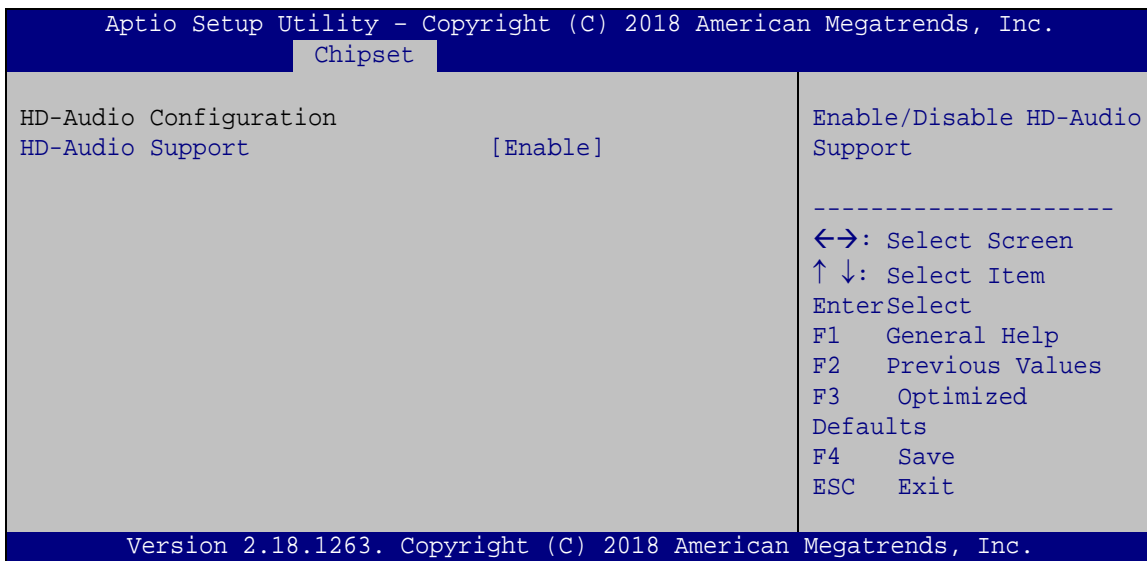 Aptio Setup Utility – Copyright (C) 2018 American Megatrends, Inc.
Chipset
HD-Audio Configuration
HD-Audio Support [Enable]
Enable/Disable HD-Audio
Support
---------------------
←→: Select Screen
↑ ↓: Select Item
EnterSelect
F1 General Help
F2 Previous Values
F3 Optimized
Defaults
F4 Save
ESC Exit
Version 2.18.1263. Copyright (C) 2018 American Megatrends, Inc.